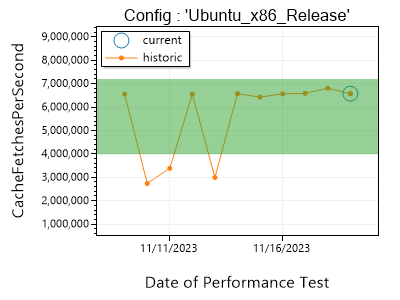 Config : 'Ubuntu_x86_Release'
current
historic
9,000,000
8,000,000
7,000,000
6,000,000
5,000,000
4,000,000
3,000,000
2,000,000
1,000,000
CacheFetchesPerSecond
11/11/2023
11/16/2023
Date of Performance Test